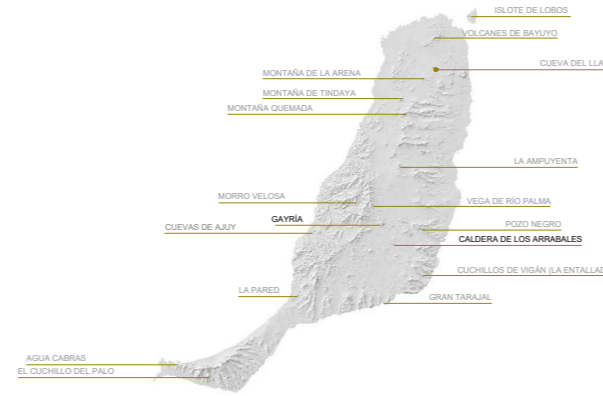 ISLOTE DE LOBOS
VOLCANES DE BAYUYO
CUEVA DEL LLA
MONTAÑA DE LA ARENA
MONTAÑA DE TINDAYA
MONTAÑA QUEMADA
LA AMPUYENTA
MORRO VELOSA
VEGA DE RÍO PALMA
GAYRÍA
POZO NEGRO
CUEVAS DE AJUY
CALDERA DE LOS ARRABALES
CUCHILLOS DE VIGÁN (LA ENTALLAD
LA PARED
GRAN TARAJAL
AGUA CABRAS
EL CUCHILLO DEL PALO